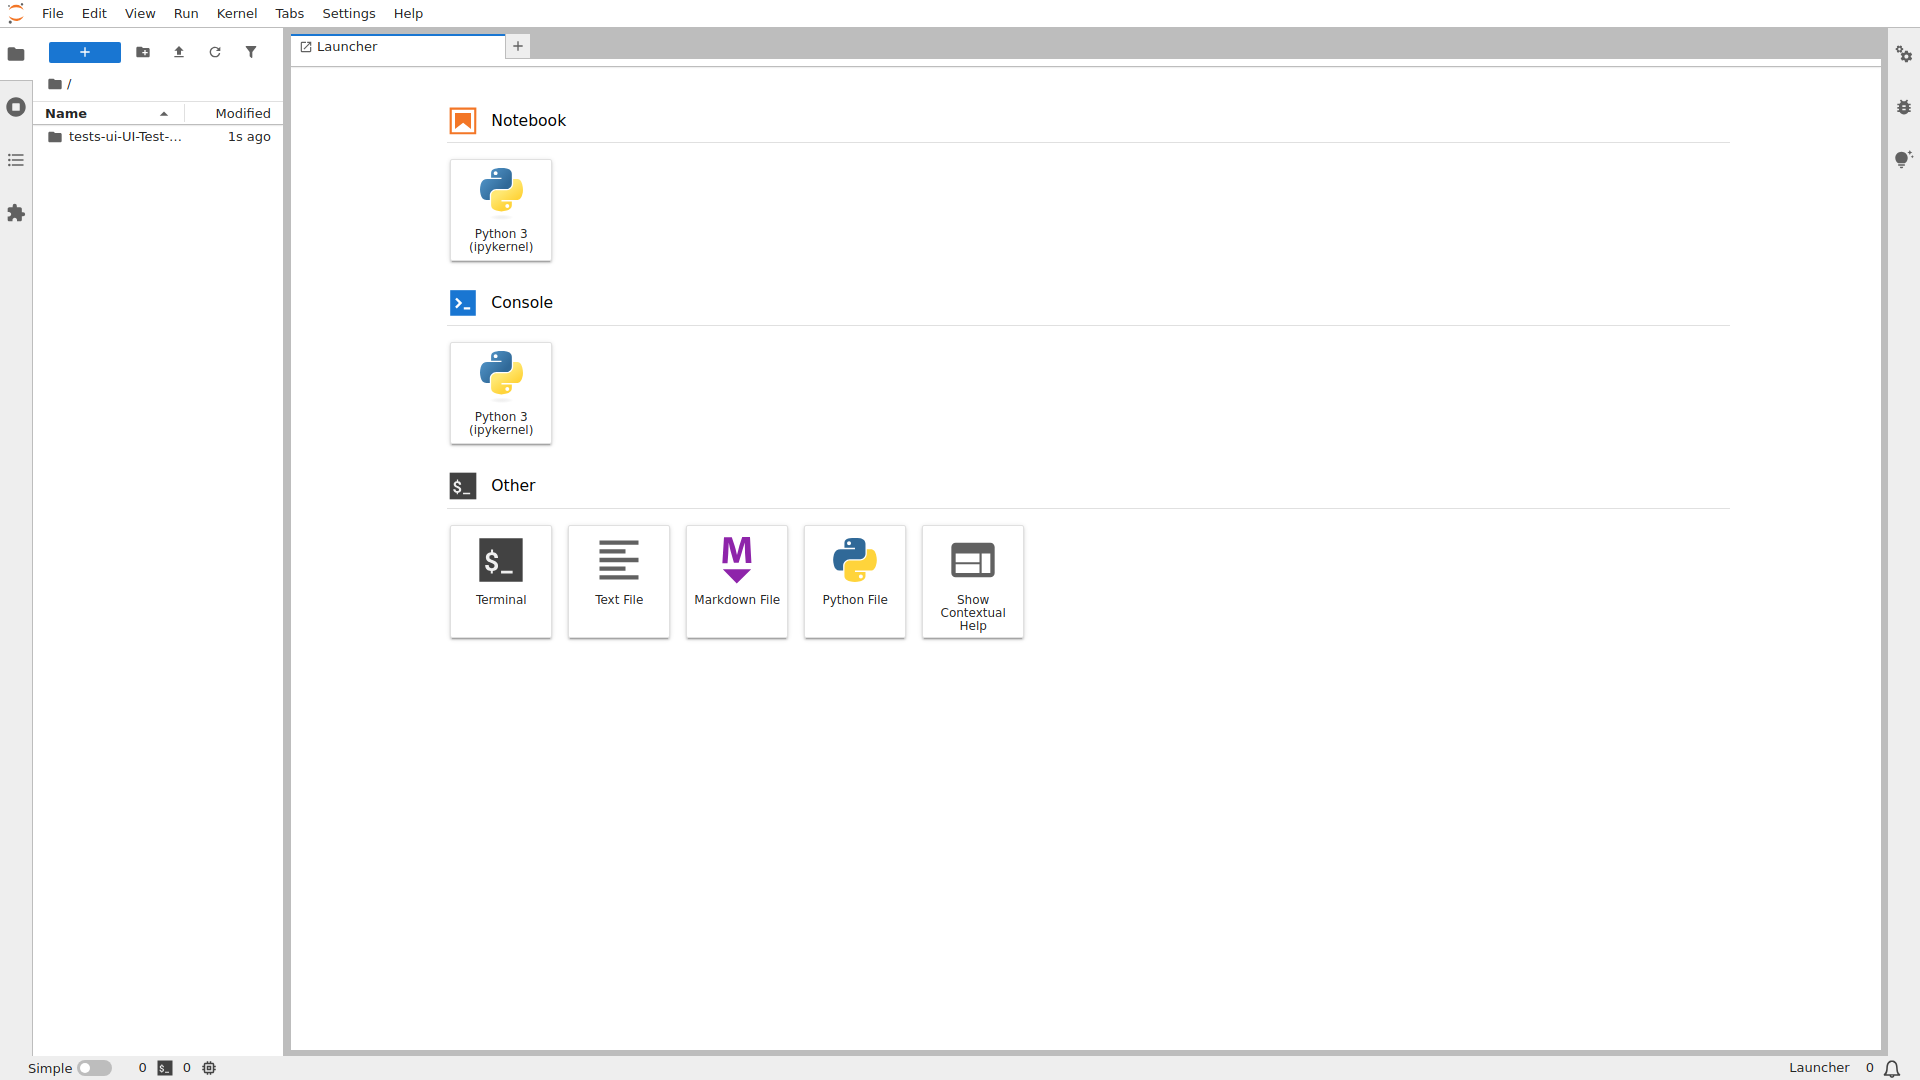 File Edit View Run Kernel Tabs Settings Help
+
/
Name Modified
tests-ui-UI-Test-... 1s ago
Launcher +
Notebook
Python 3
(ipykernel)
Console
Python 3
(ipykernel)
$_ Other
$_
Terminal
Text File
M
Markdown File
Python File
Show
Contextual
Help
Simple 0 $_ 0 Launcher 0